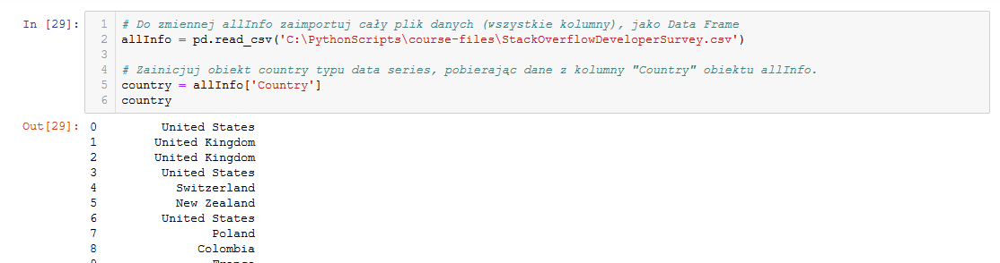 In [29]:
1 # Do zmiennej allInfo zaimportuj cały plik danych (wszystkie kolumny), jako Data Frame
2 allInfo = pd.read_csv('C:\PythonScripts\course-files\StackOverflowDeveloperSurvey.csv')
3
4 # Zainicjuj obiekt country typu data series, pobierając dane z kolumny "Country" obiektu allInfo.
5 country = allInfo['Country']
6 country
Out[29]:
0 United States
1 United Kingdom
2 United Kingdom
3 United States
4 Switzerland
5 New Zealand
6 United States
7 Poland
8 Colombia